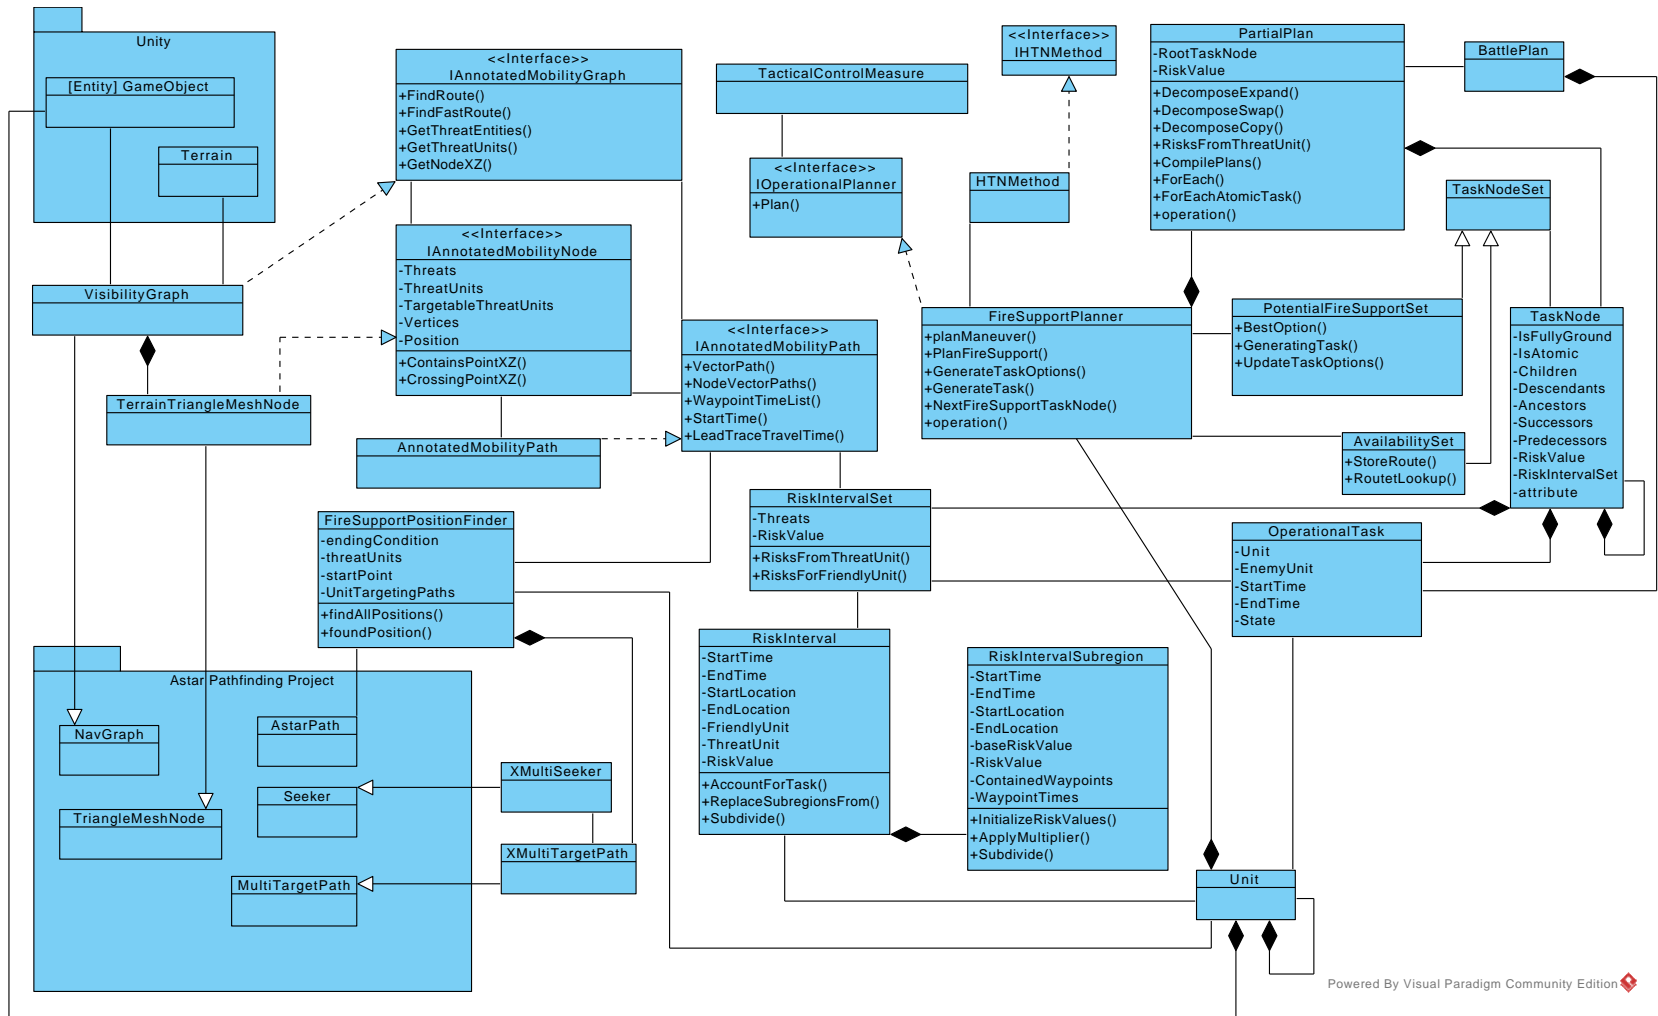 Unity
[Entity] GameObject
Terrain
VisibilityGraph
TerrainTriangleMeshNode
<<Interface>>
IAnnotatedMobilityGraph
+FindRoute()
+FindFastRoute()
+GetThreatEntities()
+GetThreatUnits()
+GetNodeXZ()
<<Interface>>
IAnnotatedMobilityNode
-Threats
-ThreatUnits
-TargetableThreatUnits
-Vertices
-Position
+ContainsPointXZ()
+CrossingPointXZ()
AnnotatedMobilityPath
<<Interface>>
IAnnotatedMobilityPath
+VectorPath()
+NodeVectorPaths()
+WaypointTimeList()
+StartTime()
+LeadTraceTravelTime()
TacticalControlMeasure
<<Interface>>
IOperationalPlanner
+Plan()
<<Interface>>
IHTNMethod
HTNMethod
PartialPlan
-RootTaskNode
-RiskValue
+DecomposeExpand()
+DecomposeSwap()
+DecomposeCopy()
+RisksFromThreatUnit()
+CompilePlans()
+ForEach()
+ForEachAtomicTask()
+operation()
BattlePlan
TaskNodeSet
FireSupportPlanner
+planManeuver()
+PlanFireSupport()
+GenerateTaskOptions()
+GenerateTask()
+NextFireSupportTaskNode()
+operation()
PotentialFireSupportSet
+BestOption()
+GeneratingTask()
+UpdateTaskOptions()
AvailabilitySet
+StoreRoute()
+RoutetLookup()
TaskNode
-IsFullyGround
-IsAtomic
-Children
-Descendants
-Ancestors
-Successors
-Predecessors
-RiskValue
-RiskIntervalSet
-attribute
FireSupportPositionFinder
-endingCondition
-threatUnits
-startPoint
-UnitTargetingPaths
+findAllPositions()
+foundPosition()
RiskIntervalSet
-Threats
-RiskValue
+RisksFromThreatUnit()
+RisksForFriendlyUnit()
OperationalTask
-Unit
-EnemyUnit
-StartTime
-EndTime
-State
RiskInterval
-StartTime
-EndTime
-StartLocation
-EndLocation
-FriendlyUnit
-ThreatUnit
-RiskValue
+AccountForTask()
+ReplaceSubregionsFrom()
+Subdivide()
RiskIntervalSubregion
-StartTime
-EndTime
-StartLocation
-EndLocation
-baseRiskValue
-RiskValue
-ContainedWaypoints
-WaypointTimes
+InitializeRiskValues()
+ApplyMultiplier()
+Subdivide()
Astar Pathfinding Project
NavGraph
AstarPath
Seeker
TriangleMeshNode
MultiTargetPath
XMultiSeeker
XMultiTargetPath
Unit
Powered By Visual Paradigm Community Edition